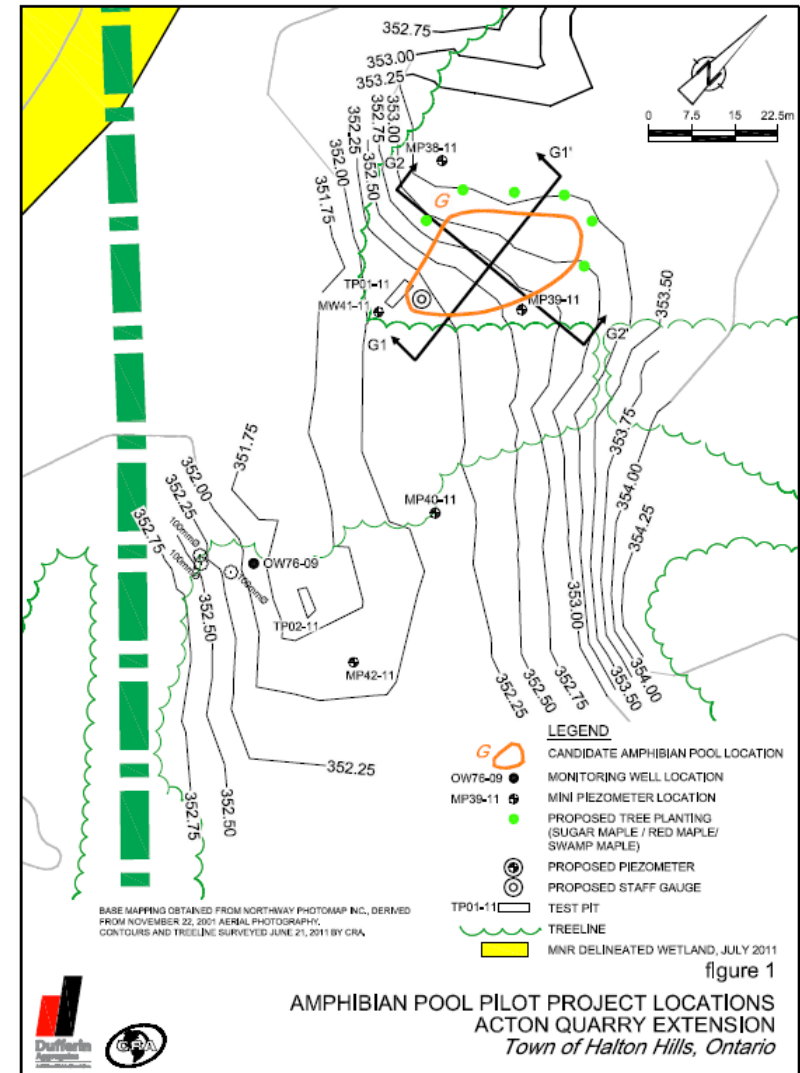 352.75
353.00
353.25
353.00
352.75
352.25
352.50
352.00
351.75
MP38-11
G2
G1'
G
0 7.5 15 22.5m
TP01-11
MW41-11
MP39-11
G1
G2'
353.50
353.75
354.00
354.25
351.75
352.00
352.25
352.75
100mmØ
100mmØ
100mmØ
OW76-09
MP40-11
352.50
TP02-11
MP42-11
353.00
352.25
352.50
352.75
353.50
354.00
352.25
352.75
352.50
LEGEND
G CANDIDATE AMPHIBIAN POOL LOCATION
OW76-09 MONITORING WELL LOCATION
MP39-11 MINI PIEZOMETER LOCATION
PROPOSED TREE PLANTING
(SUGAR MAPLE / RED MAPLE/
SWAMP MAPLE)
PROPOSED PIEZOMETER
PROPOSED STAFF GAUGE
TP01-11 TEST PIT
TREELINE
MNR DELINEATED WETLAND, JULY 2011
BASE MAPPING OBTAINED FROM NORTHWAY PHOTOMAP INC., DERIVED
FROM NOVEMBER 22, 2001 AERIAL PHOTOGRAPHY.
CONTOURS AND TREELINE SURVEYED JUNE 21, 2011 BY CRA.
figure 1
AMPHIBIAN POOL PILOT PROJECT LOCATIONS
ACTON QUARRY EXTENSION
Town of Halton Hills, Ontario
Dufferin
Aggregates
CRA